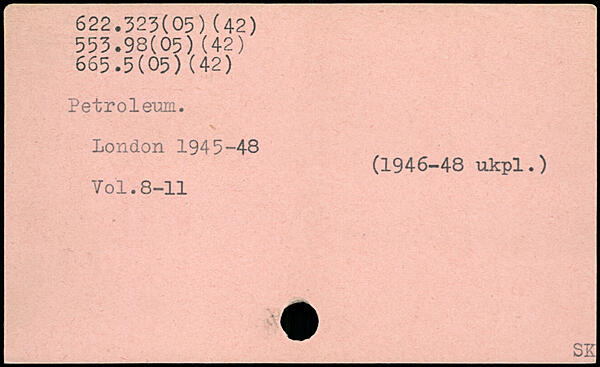 622.323(05)(42)
553.98(05)(42)
665.5(05)(42)
Petroleum.
London 1945-48
(1946-48 ukpl.)
Vol.8-11
SK